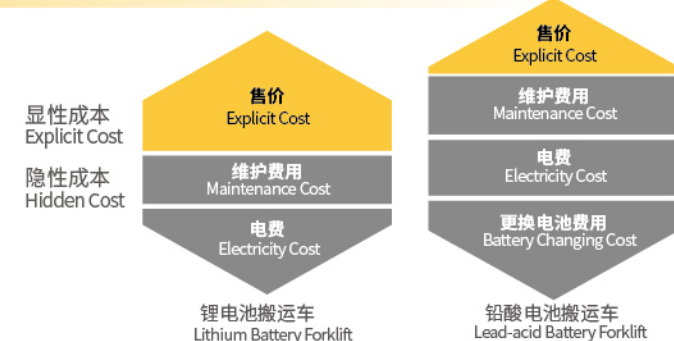 显性成本
Explicit Cost
隐性成本
Hidden Cost
售价
Explicit Cost
维护费用
Maintenance Cost
电费
Electricity Cost
锂电池搬运车
Lithium Battery Forklift
售价
Explicit Cost
维护费用
Maintenance Cost
电费
Electricity Cost
更换电池费用
Battery Changing Cost
铅酸电池搬运车
Lead-acid Battery Forklift